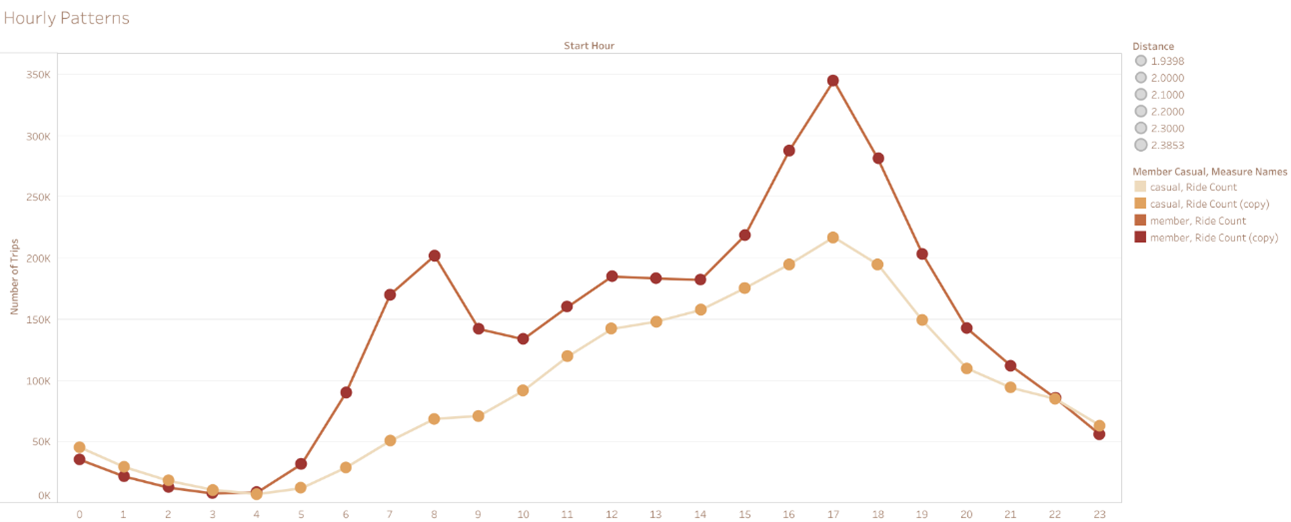 Hourly Patterns
Start Hour
Number of Trips
350K
300K
250K
200K
150K
100K
50K
0K
0 1 2 3 4 5 6 7 8 9 10 11 12 13 14 15 16 17 18 19 20 21 22 23
Distance
1.9398
2.0000
2.1000
2.2000
2.3000
2.3853
Member Casual, Measure Names
casual, Ride Count
casual, Ride Count (copy)
member, Ride Count
member, Ride Count (copy)